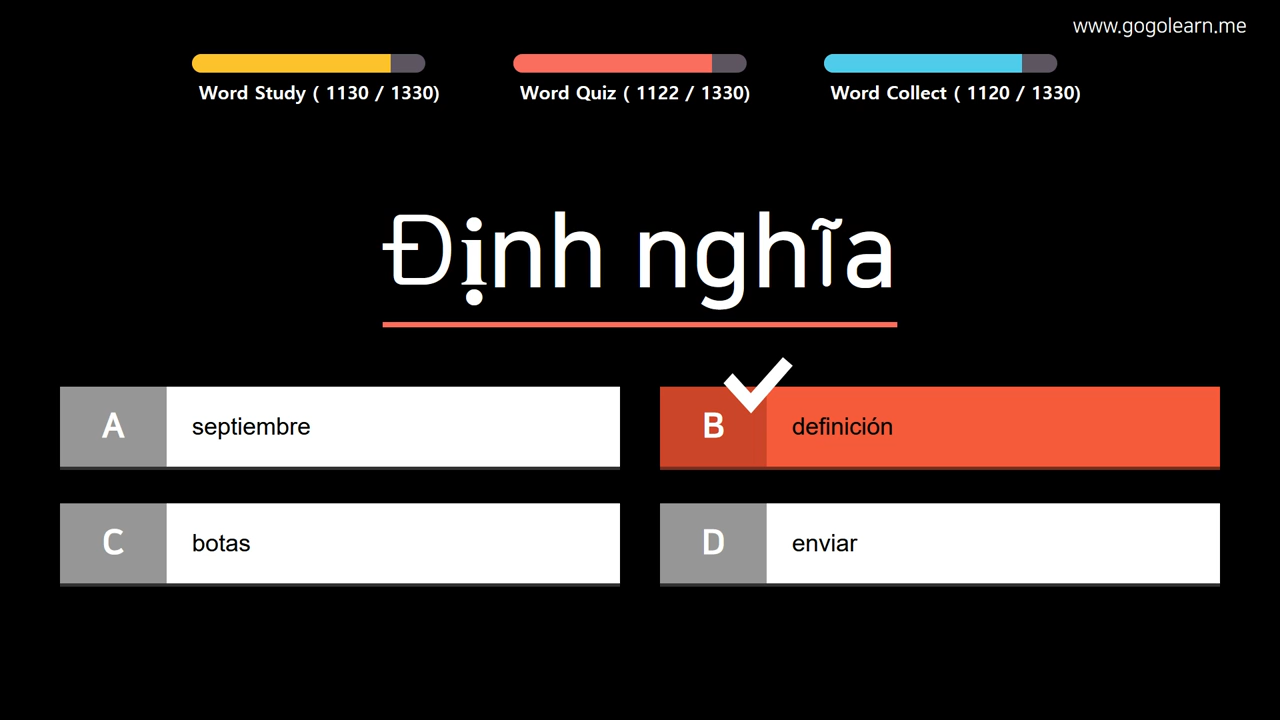 www.gogolearn.me
Word Study ( 1130 / 1330)
Word Quiz ( 1122 / 1330)
Word Collect ( 1120 / 1330)
Định nghĩa
A septiembre
B definición
C botas
D enviar